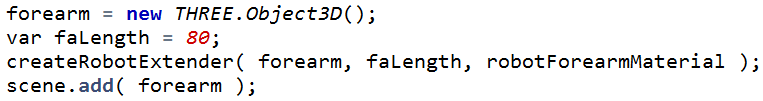 forearm = new THREE.Object3D();
var faLength = 80;
createRobotExtender( forearm, faLength, robotForearmMaterial );
scene.add( forearm );